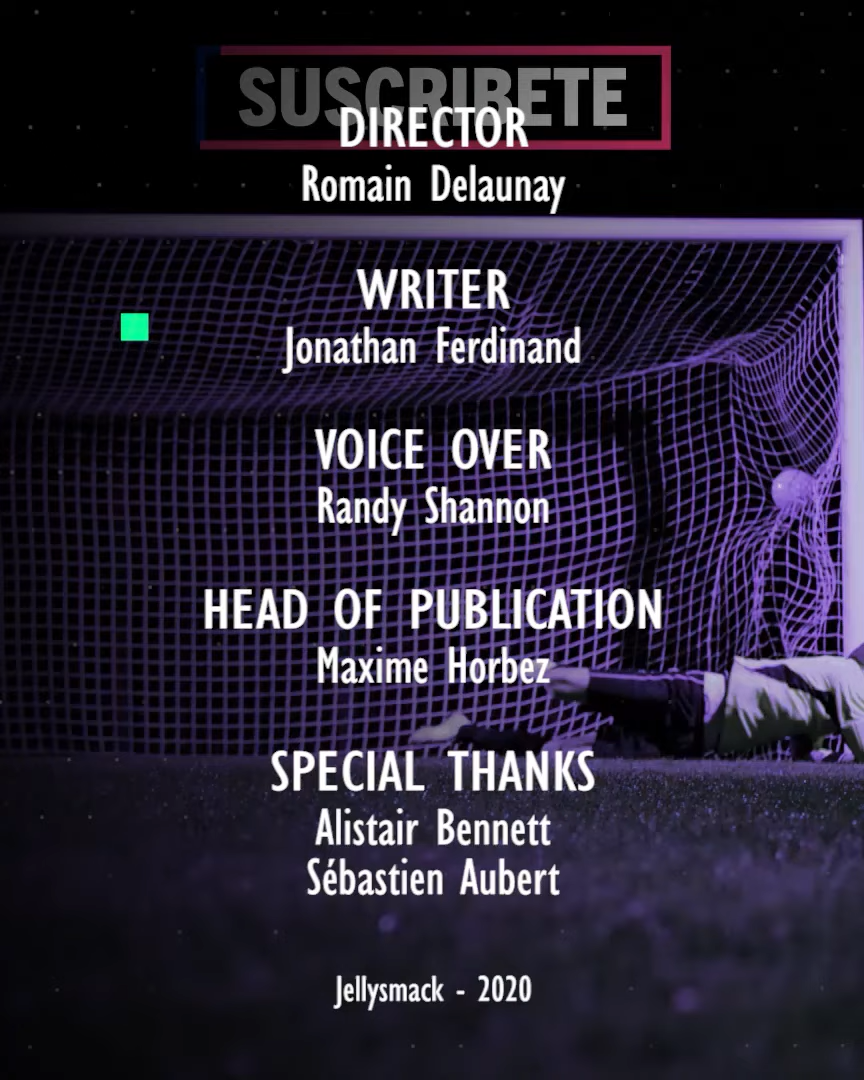 SUSCRIBETE
DIRECTOR
Romain Delaunay
WRITER
Jonathan Ferdinand
VOICE OVER
Randy Shannon
HEAD OF PUBLICATION
Maxime Horbez
SPECIAL THANKS
Alistair Bennett
Sébastien Aubert
Jellysmack - 2020